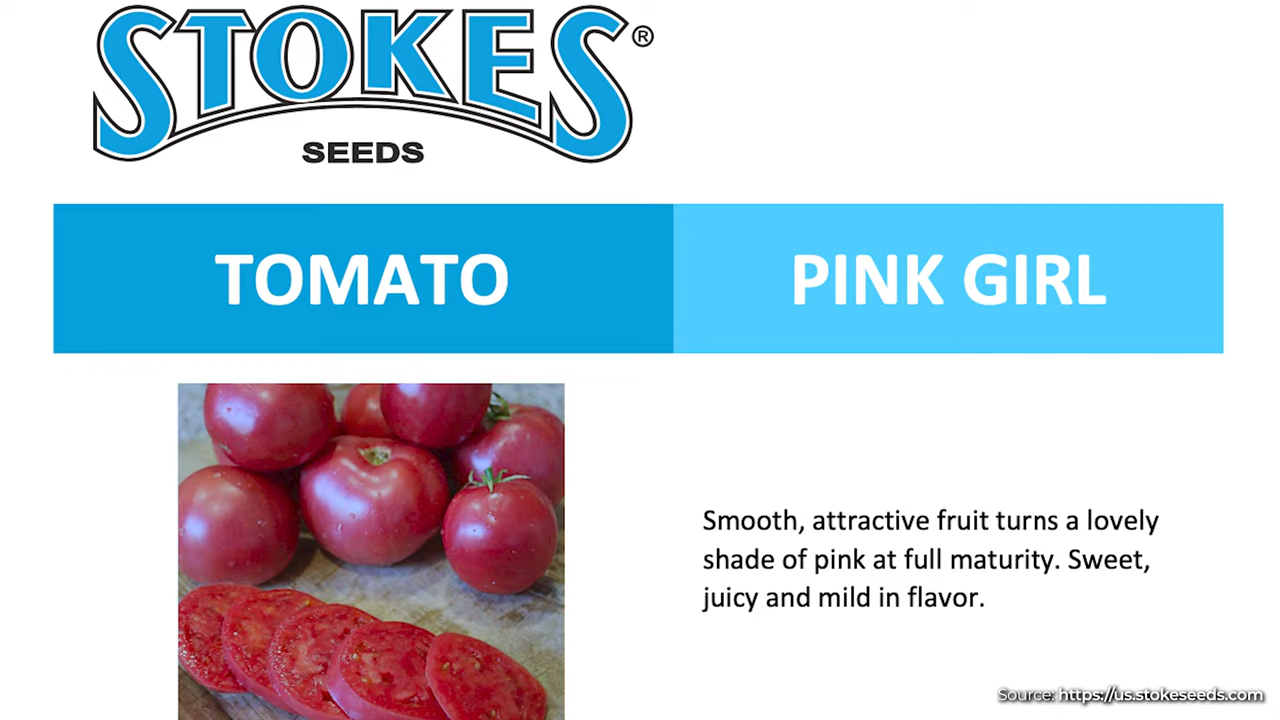 STOKES®
SEEDS
TOMATO
PINK GIRL
Smooth, attractive fruit turns a lovely
shade of pink at full maturity. Sweet,
juicy and mild in flavor.
Source: https://us.stokeseeds.com